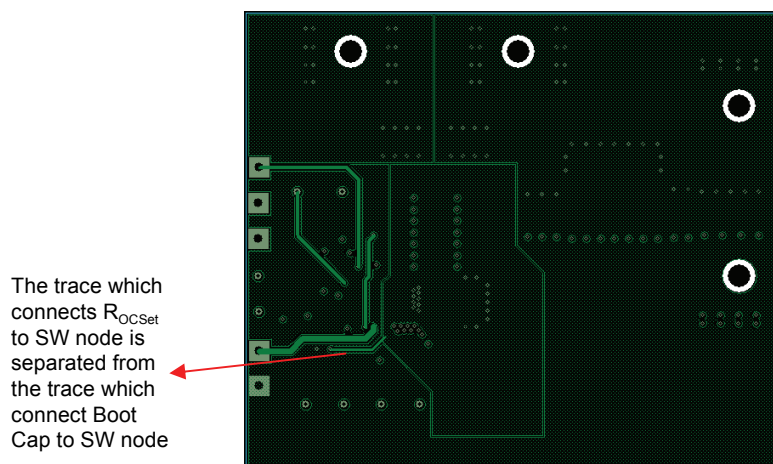 The trace which
connects ROCSet
to SW node is
separated from
the trace which
connect Boot
Cap to SW node